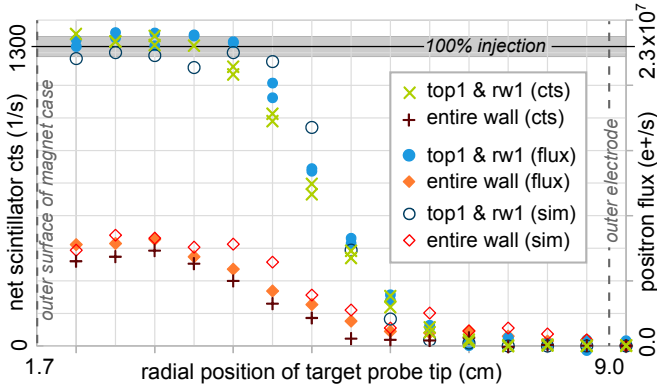 1300
100% injection
2.3x10⁷
net scintillator cts (1/s)
outer surface of magnet case
top1 & rw1 (cts)
entire wall (cts)
top1 & rw1 (flux)
entire wall (flux)
top1 & rw1 (sim)
entire wall (sim)
outer electrode
positron flux (e+/s)
0
0.0
1.7
radial position of target probe tip (cm)
9.0